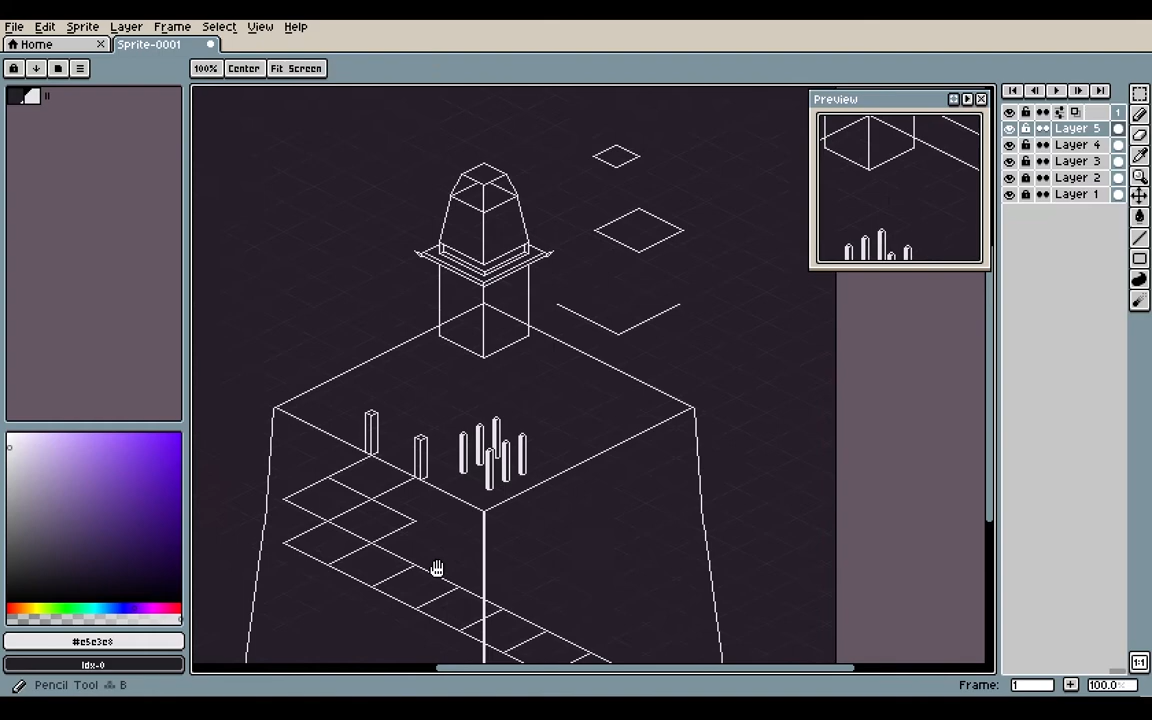 File Edit Sprite Layer Frame Select View Help
Home Sprite-0001
100% Center Fit Screen
Preview
1
Layer 5
Layer 4
Layer 3
Layer 2
Layer 1
#e5e3e8
Idx-0
Pencil Tool B
Frame: 1 100.0
1:1